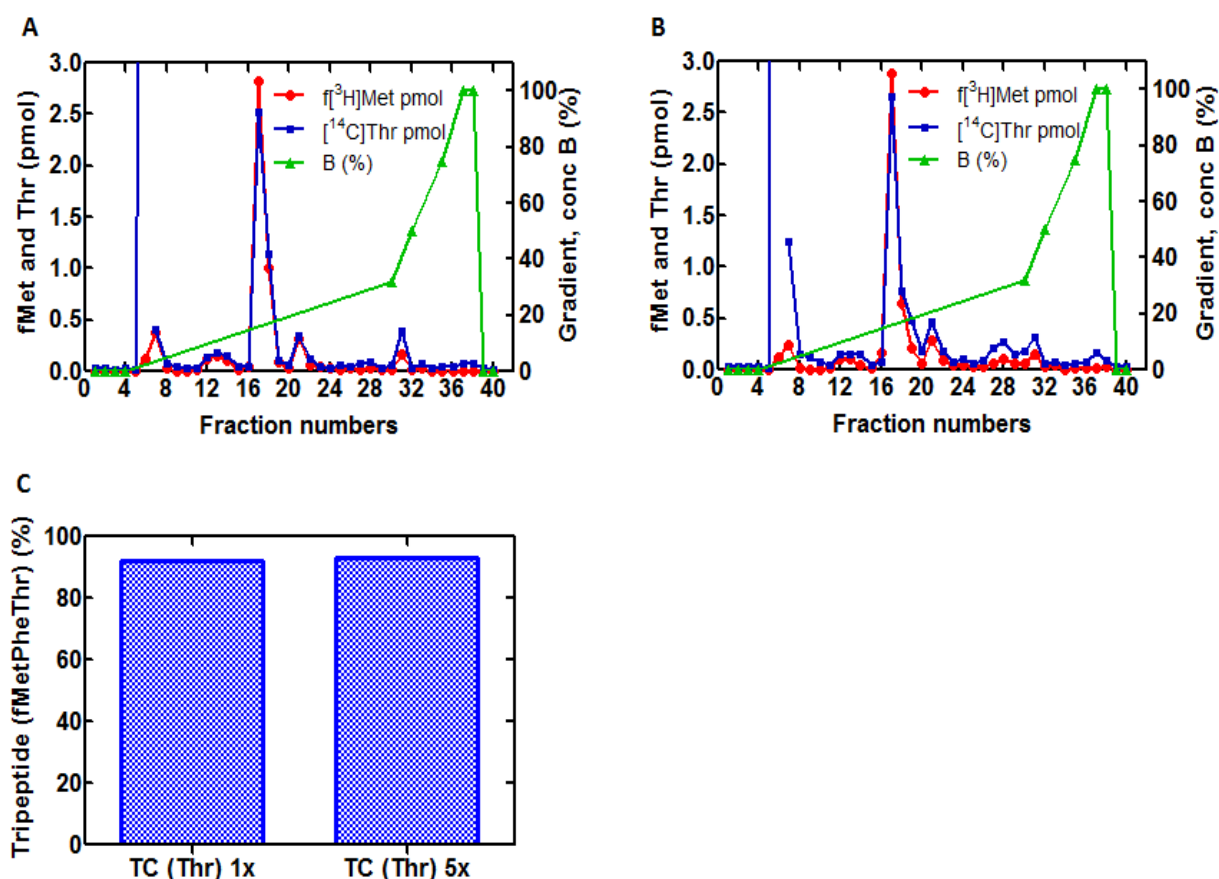 A
fMet and Thr (pmol)
3.0
2.5
2.0
1.5
1.0
0.5
0.0
0 4 8 12 16 20 24 28 32 36 40
Fraction numbers
100
80
60
40
20
0
Gradient, conc B (%)
f[³H]Met pmol
[¹⁴C]Thr pmol
B (%)
B
fMet and Thr (pmol)
3.0
2.5
2.0
1.5
1.0
0.5
0.0
0 4 8 12 16 20 24 28 32 36 40
Fraction numbers
100
80
60
40
20
0
Gradient, conc B (%)
f[³H]Met pmol
[¹⁴C]Thr pmol
B (%)
C
Tripeptide (fMetPheThr) (%)
100
80
60
40
20
0
TC (Thr) 1x TC (Thr) 5x